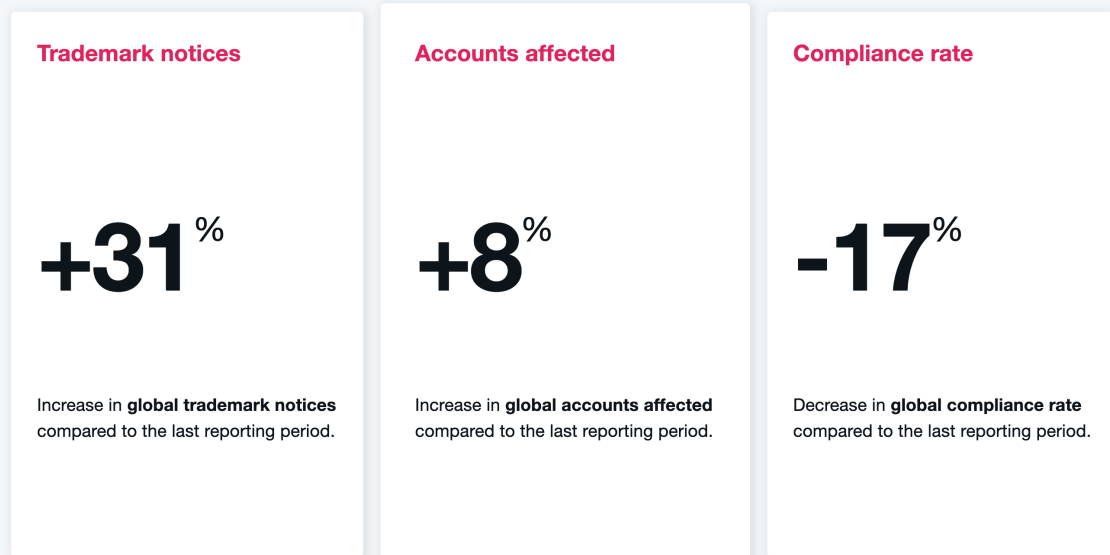 Trademark notices
+31%
Increase in global trademark notices
compared to the last reporting period.
Accounts affected
+8%
Increase in global accounts affected
compared to the last reporting period.
Compliance rate
-17%
Decrease in global compliance rate
compared to the last reporting period.